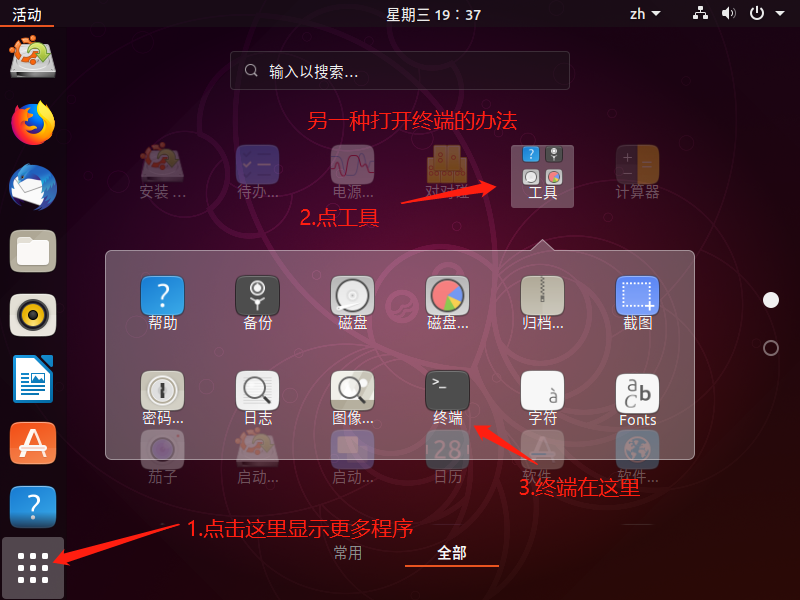 活动
星期三 19：37
zh
输入以搜索...
另一种打开终端的办法
安装 ...
待办...
电源...
对对碰
工具
计算器
2.点工具
帮助
备份
磁盘
磁盘...
归档...
截图
密码...
日志
图像...
终端
字符
Fonts
28
茄子
启动...
启动...
日历
软件...
软件...
3.终端在这里
1.点击这里显示更多程序
常用
全部